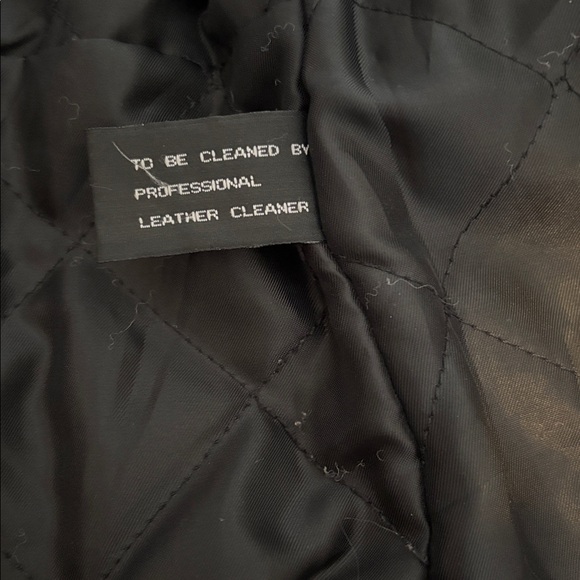 TO BE CLEANED BY
PROFESSIONAL
LEATHER CLEANER